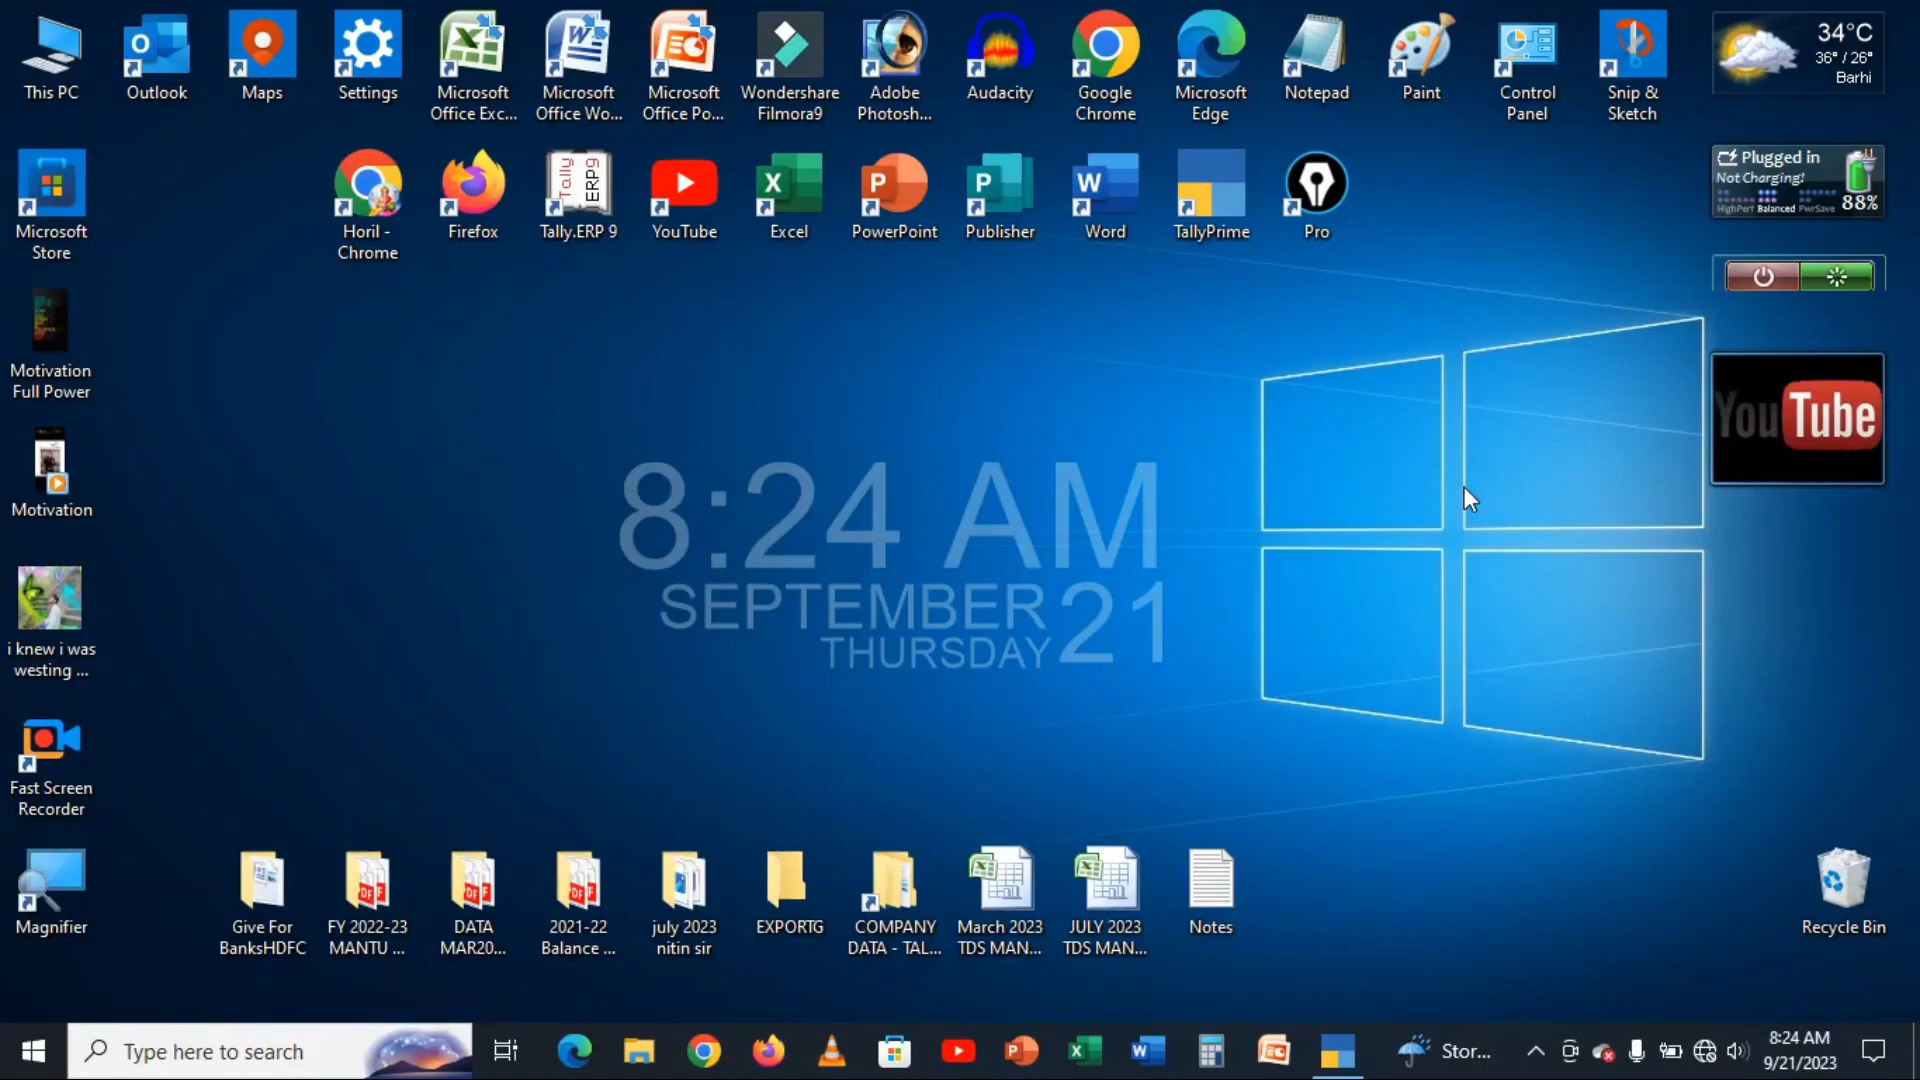 This PC
Outlook
Maps
Settings
Microsoft
Office Exc...
Microsoft
Office Wo...
Microsoft
Office Po...
Wondershare
Filmora9
Adobe
Photosh...
Audacity
Google
Chrome
Microsoft
Edge
Notepad
Paint
Control
Panel
Snip &
Sketch
34°C
36° / 26°
Barhi
Microsoft
Store
Horil -
Chrome
Firefox
Tally
ERP9
Tally.ERP 9
YouTube
Excel
PowerPoint
Publisher
Word
TallyPrime
Pro
Plugged in
Not Charging!
HighPerf Balanced PwrSave
88%
Motivation
Full Power
YouTube
Motivation
8:24 AM
SEPTEMBER 21
THURSDAY
i knew i was
westing ...
Fast Screen
Recorder
Magnifier
Give For
BanksHDFC
FY 2022-23
MANTU ...
DATA
MAR20...
2021-22
Balance ...
july 2023
nitin sir
EXPORTG
COMPANY
DATA - TAL...
March 2023
TDS MAN...
JULY 2023
TDS MAN...
Notes
Recycle Bin
Type here to search
Stor...
8:24 AM
9/21/2023